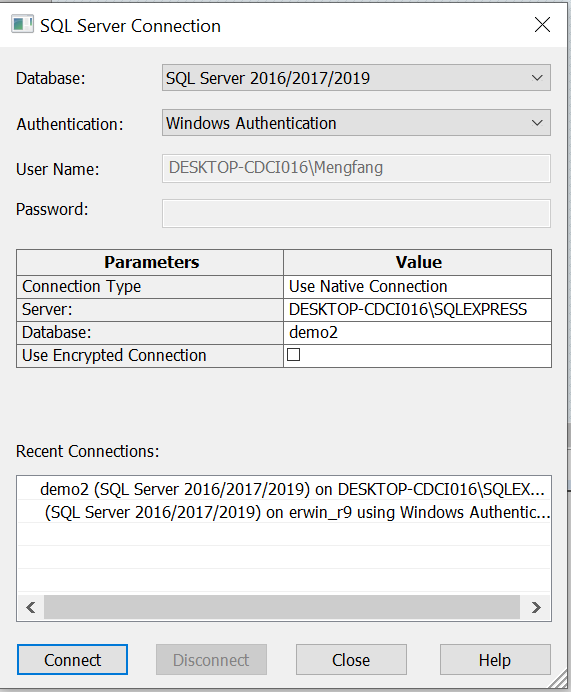 SQL Server Connection
Database: SQL Server 2016/2017/2019
Authentication: Windows Authentication
User Name: DESKTOP-CDCI016\Mengfang
Password:
Parameters Value
Connection Type Use Native Connection
Server: DESKTOP-CDCI016\SQLEXPRESS
Database: demo2
Use Encrypted Connection
Recent Connections:
demo2 (SQL Server 2016/2017/2019) on DESKTOP-CDCI016\SQLEX...
(SQL Server 2016/2017/2019) on erwin_r9 using Windows Authentic...
Connect Disconnect Close Help